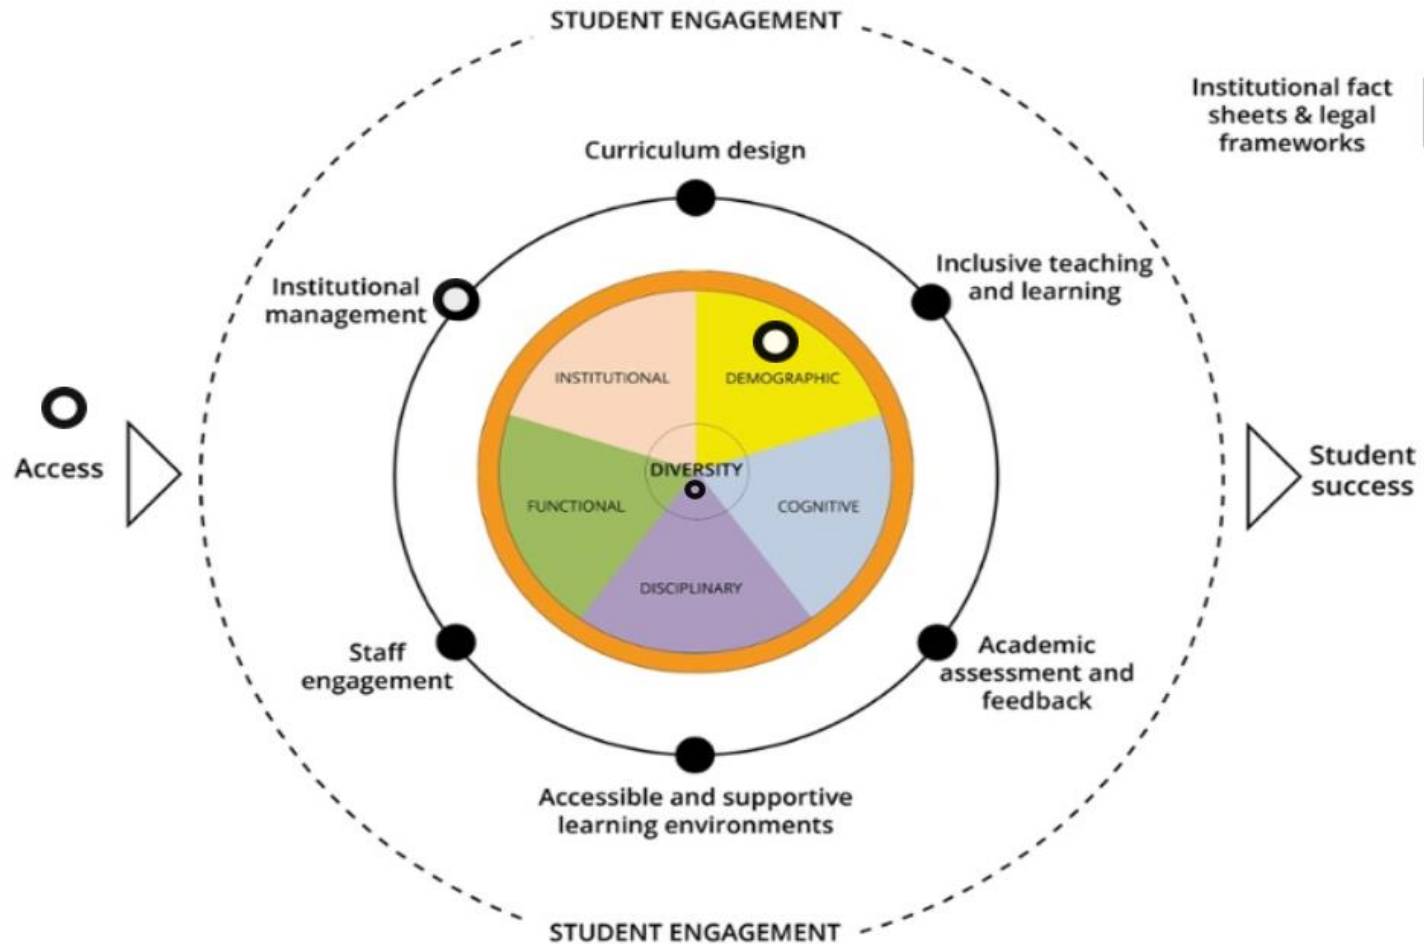 STUDENT ENGAGEMENT
Institutional fact
sheets & legal
frameworks
Curriculum design
Inclusive teaching
and learning
Institutional
management
INSTITUTIONAL
DEMOGRAPHIC
Access
DIVERSITY
Student
success
FUNCTIONAL
COGNITIVE
DISCIPLINARY
Staff
engagement
Academic
assessment and
feedback
Accessible and supportive
learning environments
STUDENT ENGAGEMENT